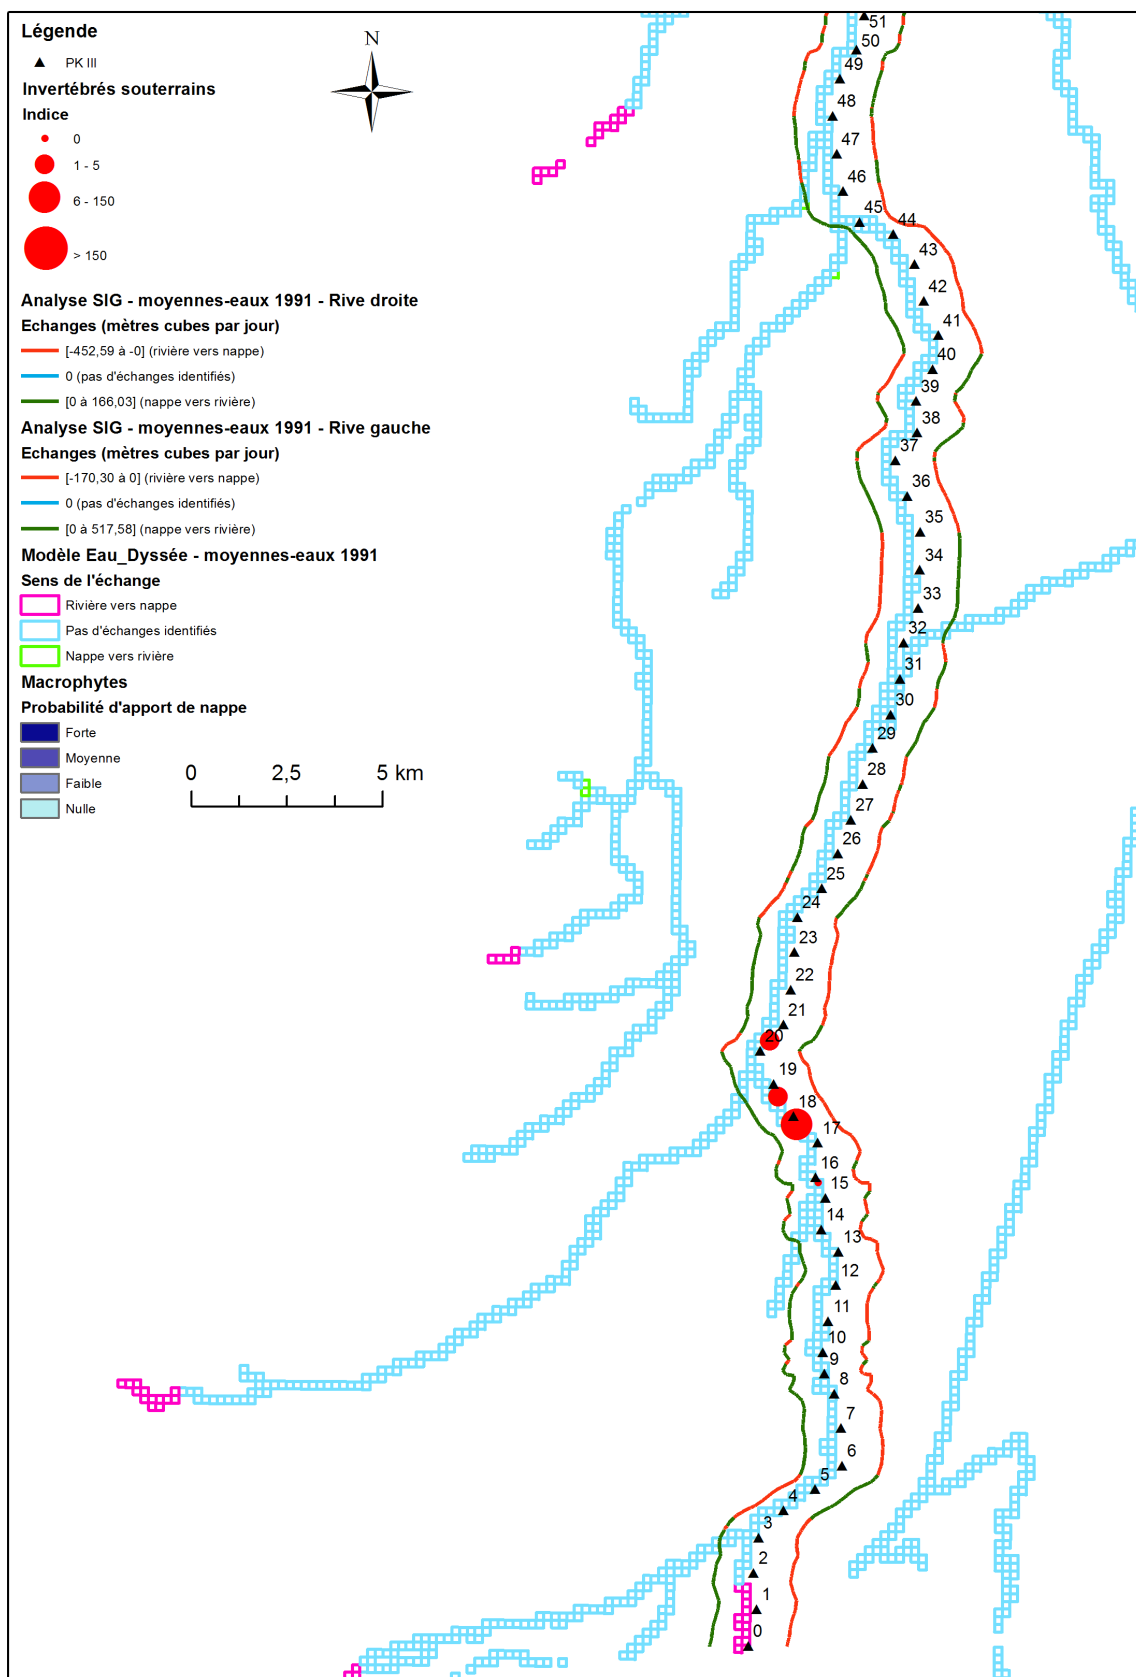 Légende
PK III
Invertébrés souterrains
Indice
0
1 - 5
6 - 150
> 150
Analyse SIG - moyennes-eaux 1991 - Rive droite
Echanges (mètres cubes par jour)
[-452,59 à -0] (rivière vers nappe)
0 (pas d'échanges identifiés)
[0 à 166,03] (nappe vers rivière)
Analyse SIG - moyennes-eaux 1991 - Rive gauche
Echanges (mètres cubes par jour)
[-170,30 à 0] (rivière vers nappe)
0 (pas d'échanges identifiés)
[0 à 517,58] (nappe vers rivière)
Modèle Eau_Dyssée - moyennes-eaux 1991
Sens de l'échange
Rivière vers nappe
Pas d'échanges identifiés
Nappe vers rivière
Macrophytes
Probabilité d'apport de nappe
Forte
Moyenne
Faible
Nulle
N
0 2,5 5 km
51
50
49
48
47
46
45
44
43
42
41
40
39
38
37
36
35
34
33
32
31
30
29
28
27
26
25
24
23
22
21
20
19
18
17
16
15
14
13
12
11
10
9
8
7
6
5
4
3
2
1
0